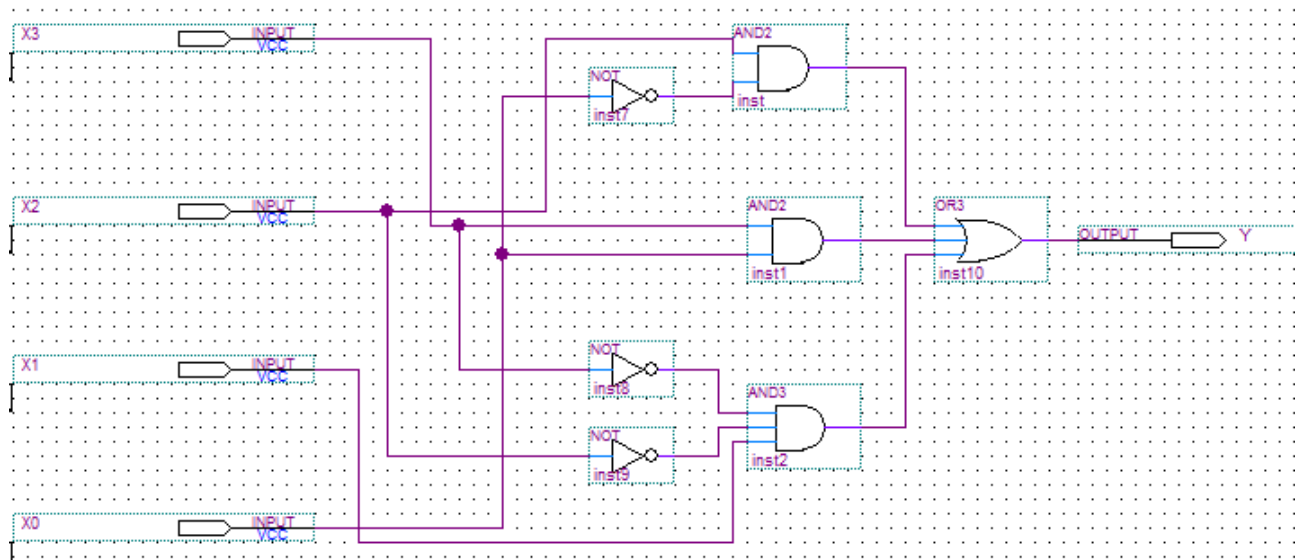 X3
INPUT
VCC
AND2
inst
NOT
inst7
X2
INPUT
VCC
AND2
inst1
OR3
inst10
OUTPUT
Y
X1
INPUT
VCC
NOT
inst8
AND3
inst2
NOT
inst9
X0
INPUT
VCC